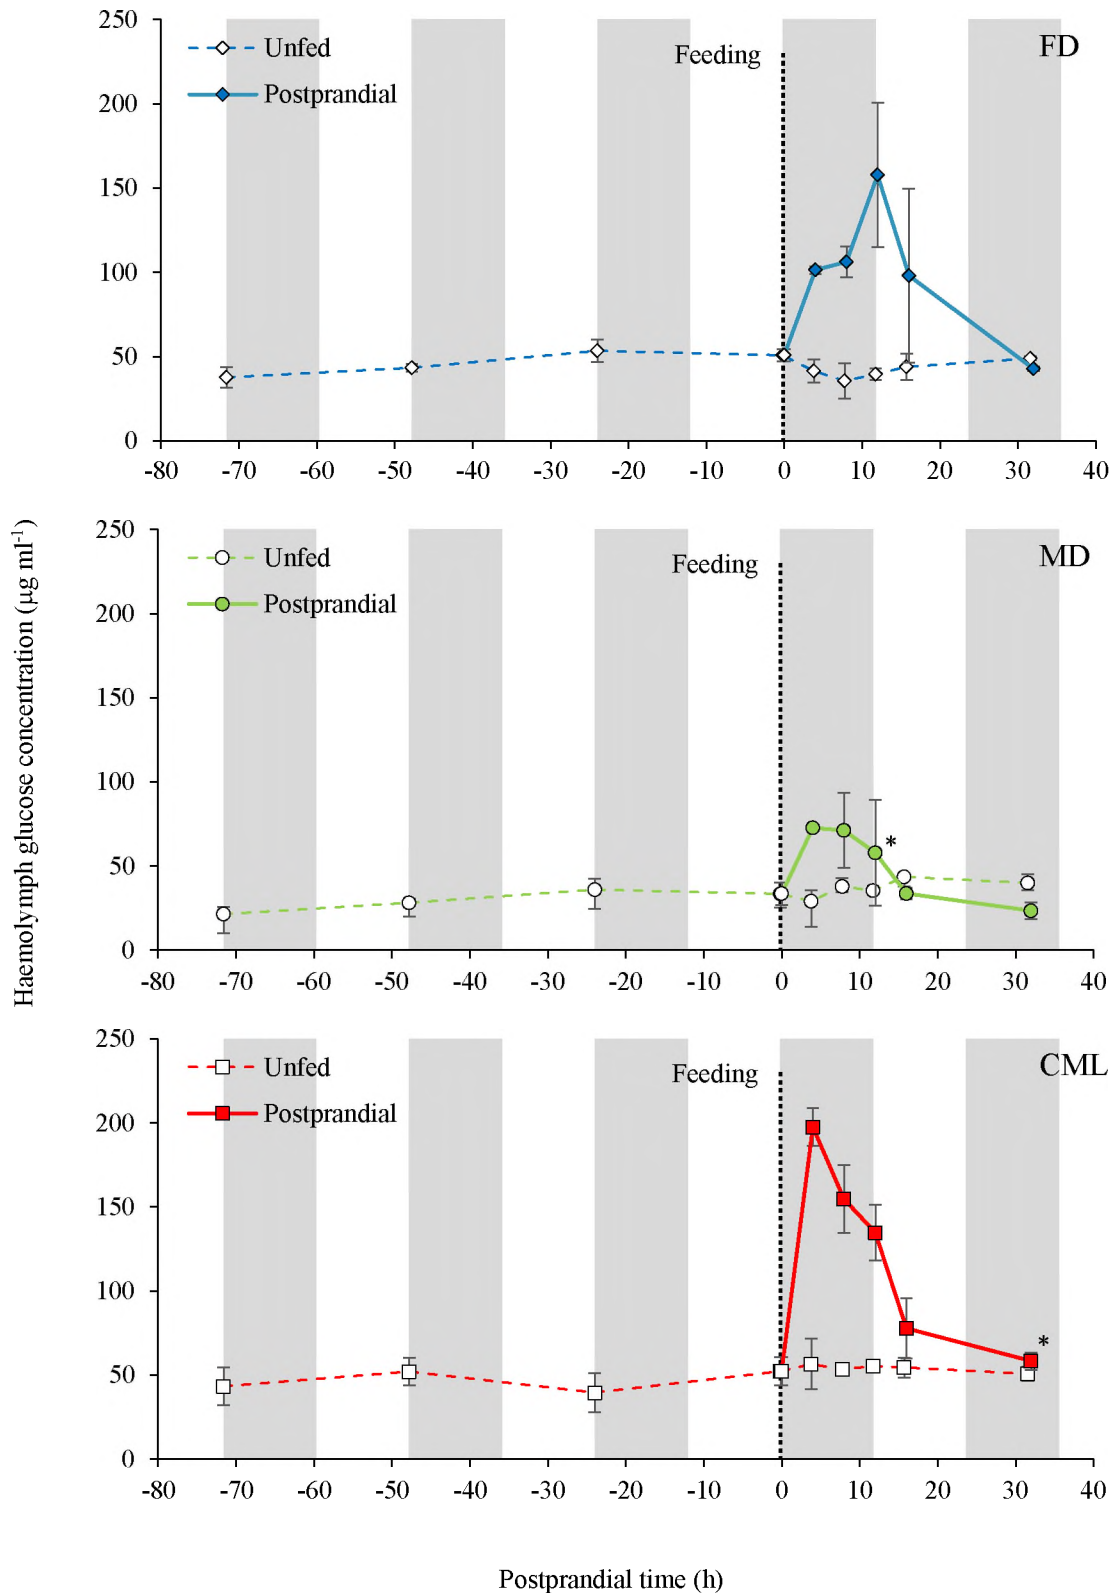 Haemolymph glucose concentration (µg ml⁻¹)
FD
Unfed
Postprandial
Feeding
250
200
150
100
50
0
-80 -70 -60 -50 -40 -30 -20 -10 0 10 20 30 40
MD
Unfed
Postprandial
Feeding
250
200
150
100
50
0
*
-80 -70 -60 -50 -40 -30 -20 -10 0 10 20 30 40
CML
Unfed
Postprandial
Feeding
250
200
150
100
50
0
*
-80 -70 -60 -50 -40 -30 -20 -10 0 10 20 30 40
Postprandial time (h)